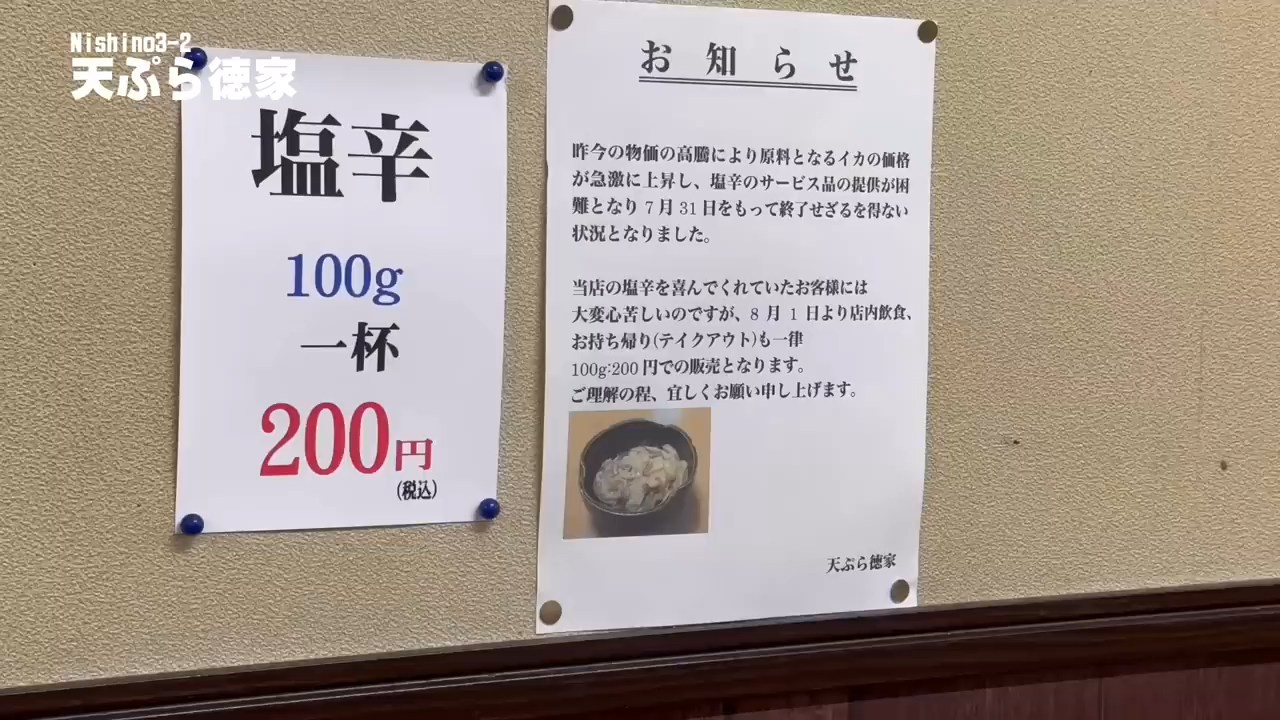 Nishino3-2
天ぷら徳家
塩辛
100g
一杯
200円
(税込)
お知らせ
昨今の物価の高騰により原料となるイカの価格
が急激に上昇し、塩辛のサービス品の提供が困
難となり7月31日をもって終了せざるを得ない
状況となりました。
当店の塩辛を喜んでくれていたお客様には
大変心苦しいのですが、8月1日より店内飲食、
お持ち帰り(テイクアウト)も一律
100g:200円での販売となります。
ご理解の程、宜しくお願い申し上げます。
天ぷら徳家